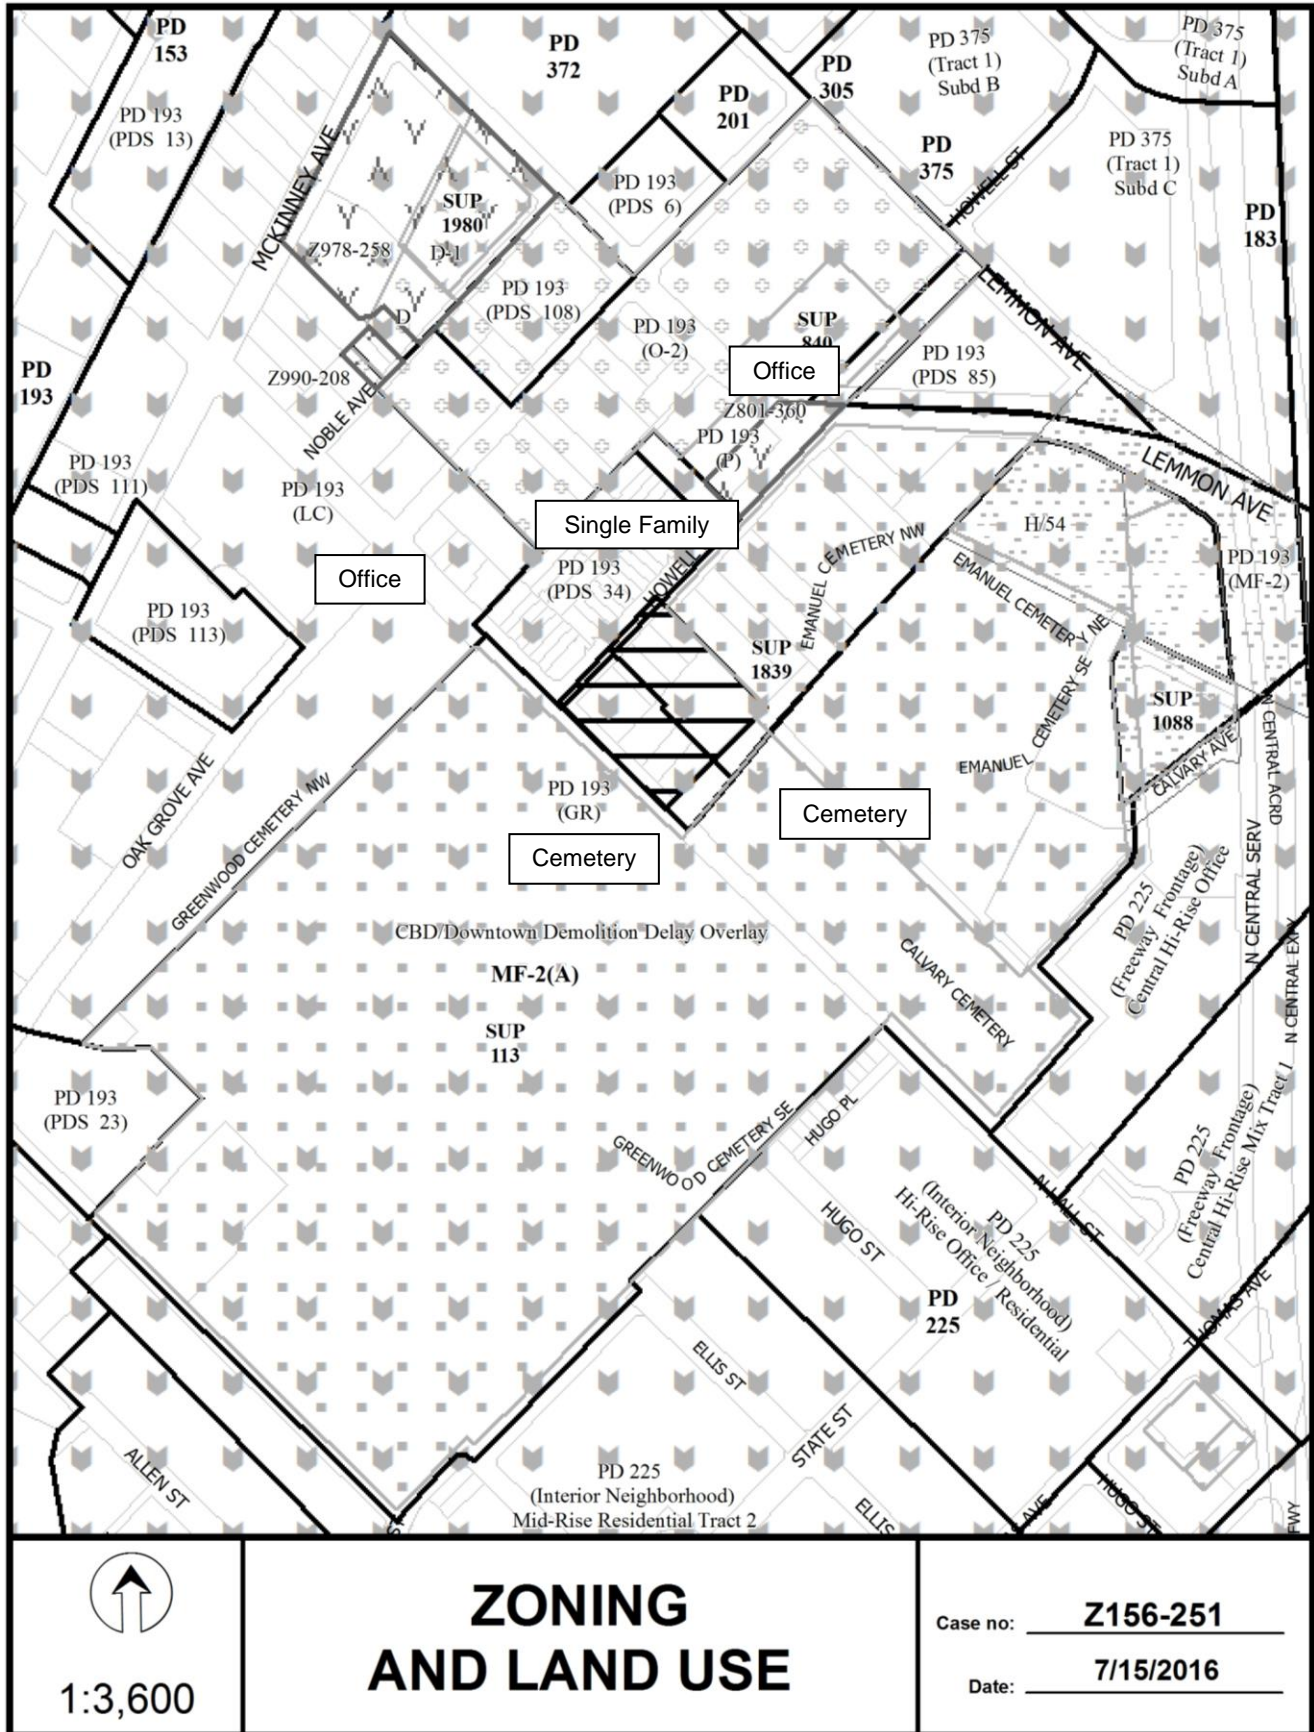 PD
153
PD 193
(PDS 13)
MCKINNEY AVE
PD
372
PD
201
PD
305
PD 375
(Tract 1)
Subd B
PD 375
(Tract 1)
Subd A
PD
375
HOWELL ST
PD 375
(Tract 1)
Subd C
PD
183
PD 193
(PDS 6)
SUP
1980
Z978-258
D-1
D
PD 193
(PDS 108)
PD 193
(O-2)
SUP
840
LEMMON AVE
PD 193
(PDS 85)
Office
PD
193
Z990-208
NOBLE AVE
Z801-360
PD 193
(P)
PD 193
(PDS 111)
PD 193
(LC)
Single Family
LEMMON AVE
H/54
PD 193
(MF-2)
Office
PD 193
(PDS 34)
HOWELL
EMANUEL CEMETERY NW
EMANUEL CEMETERY NE
PD 193
(PDS 113)
SUP
1839
EMANUEL CEMETERY SE
SUP
1088
CALVARY AVE
N CENTRAL ACRD
OAK GROVE AVE
GREENWOOD CEMETERY NW
PD 193
(GR)
Cemetery
Cemetery
PD 225
(Freeway Frontage)
Central Hi-Rise Office
N CENTRAL SERV
N CENTRAL EXPY
CBD/Downtown Demolition Delay Overlay
MF-2(A)
SUP
113
CALVARY CEMETERY
PD 193
(PDS 23)
GREENWOOD CEMETERY SE
HUGO PL
HUGO ST
PD 225
(Interior Neighborhood)
Hi-Rise Office / Residential
N HALL ST
PD 225
(Freeway Frontage)
Central Hi-Rise Mix Tract 1
PD
225
THOMAS AVE
ELLIS ST
STATE ST
ALLEN ST
PD 225
(Interior Neighborhood)
Mid-Rise Residential Tract 2
ELLIS
AVE
HUGO ST
FWY
1:3,600
ZONING
AND LAND USE
Case no: Z156-251
Date: 7/15/2016